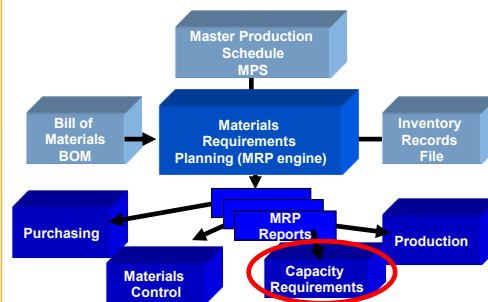 Master Production
Schedule
MPS
Bill of
Materials
BOM
Materials
Requirements
Planning (MRP engine)
Inventory
Records
File
MRP
Reports
Purchasing
Production
Materials
Control
Capacity
Requirements